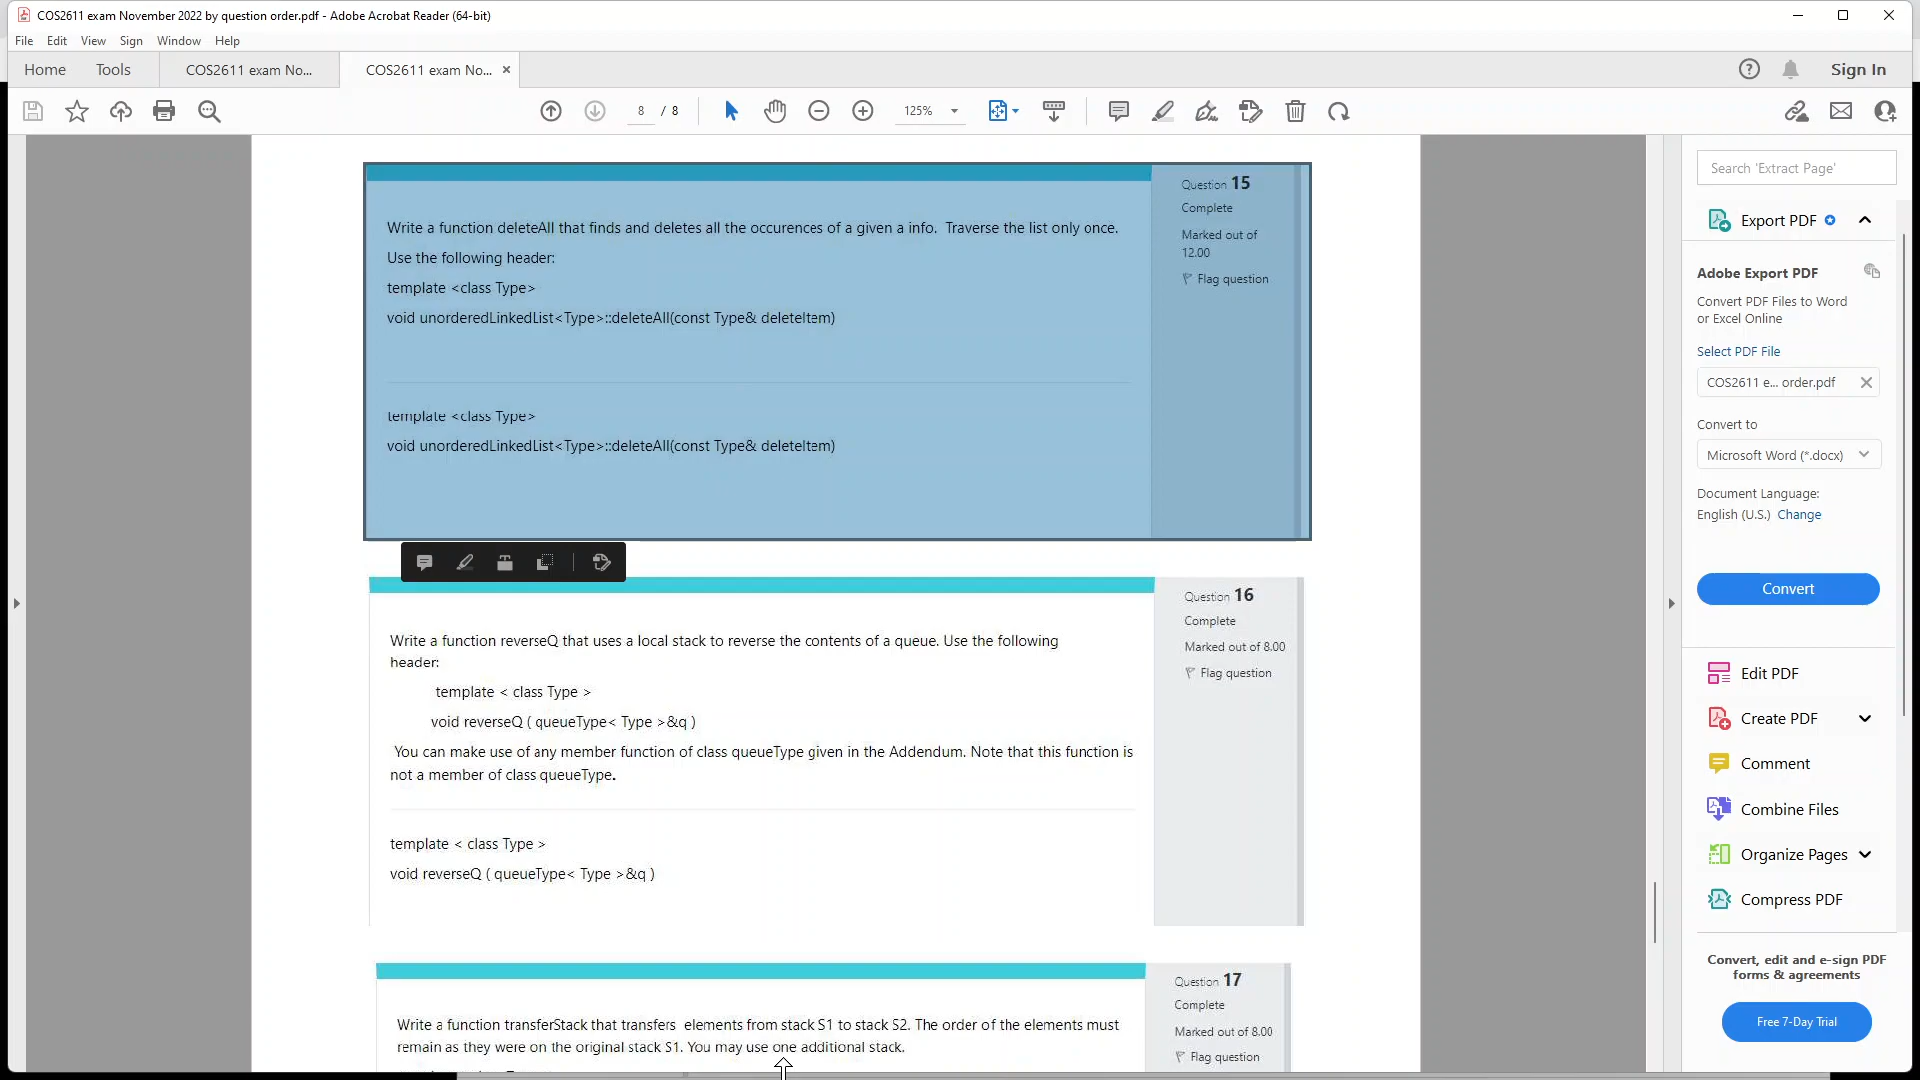 COS2611 exam November 2022 by question order.pdf - Adobe Acrobat Reader (64-bit)
File Edit View Sign Window Help
Home Tools COS2611 exam No... COS2611 exam No... Sign In
8 / 8 125%
Question 15
Complete
Marked out of
12.00
Flag question
Write a function deleteAll that finds and deletes all the occurences of a given a info. Traverse the list only once.
Use the following header:
template <class Type>
void unorderedLinkedList<Type>::deleteAll(const Type& deleteItem)
template <class Type>
void unorderedLinkedList<Type>::deleteAll(const Type& deleteItem)
Question 16
Complete
Marked out of 8.00
Flag question
Write a function reverseQ that uses a local stack to reverse the contents of a queue. Use the following
header:
template < class Type >
void reverseQ ( queueType< Type >&q )
You can make use of any member function of class queueType given in the Addendum. Note that this function is
not a member of class queueType.
template < class Type >
void reverseQ ( queueType< Type >&q )
Question 17
Complete
Marked out of 8.00
Flag question
Write a function transferStack that transfers elements from stack S1 to stack S2. The order of the elements must
remain as they were on the original stack S1. You may use one additional stack.
Search 'Extract Page'
Export PDF
Adobe Export PDF
Convert PDF Files to Word
or Excel Online
Select PDF File
COS2611 e... order.pdf
Convert to
Microsoft Word (*.docx)
Document Language:
English (U.S.) Change
Convert
Edit PDF
Create PDF
Comment
Combine Files
Organize Pages
Compress PDF
Convert, edit and e-sign PDF
forms & agreements
Free 7-Day Trial